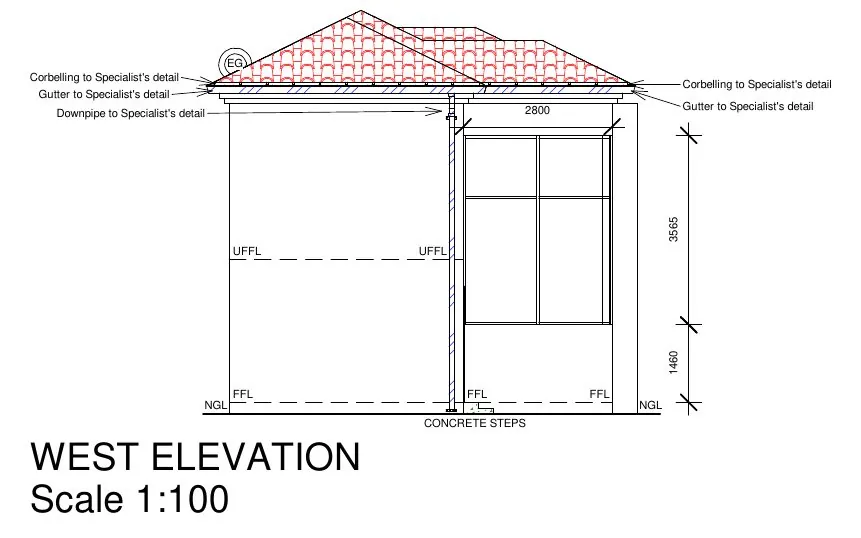 EG
Corbelling to Specialist's detail
Gutter to Specialist's detail
Downpipe to Specialist's detail
Corbelling to Specialist's detail
Gutter to Specialist's detail
2800
3565
UFFL UFFL
1460
FFL FFL FFL
NGL NGL
CONCRETE STEPS
WEST ELEVATION
Scale 1:100